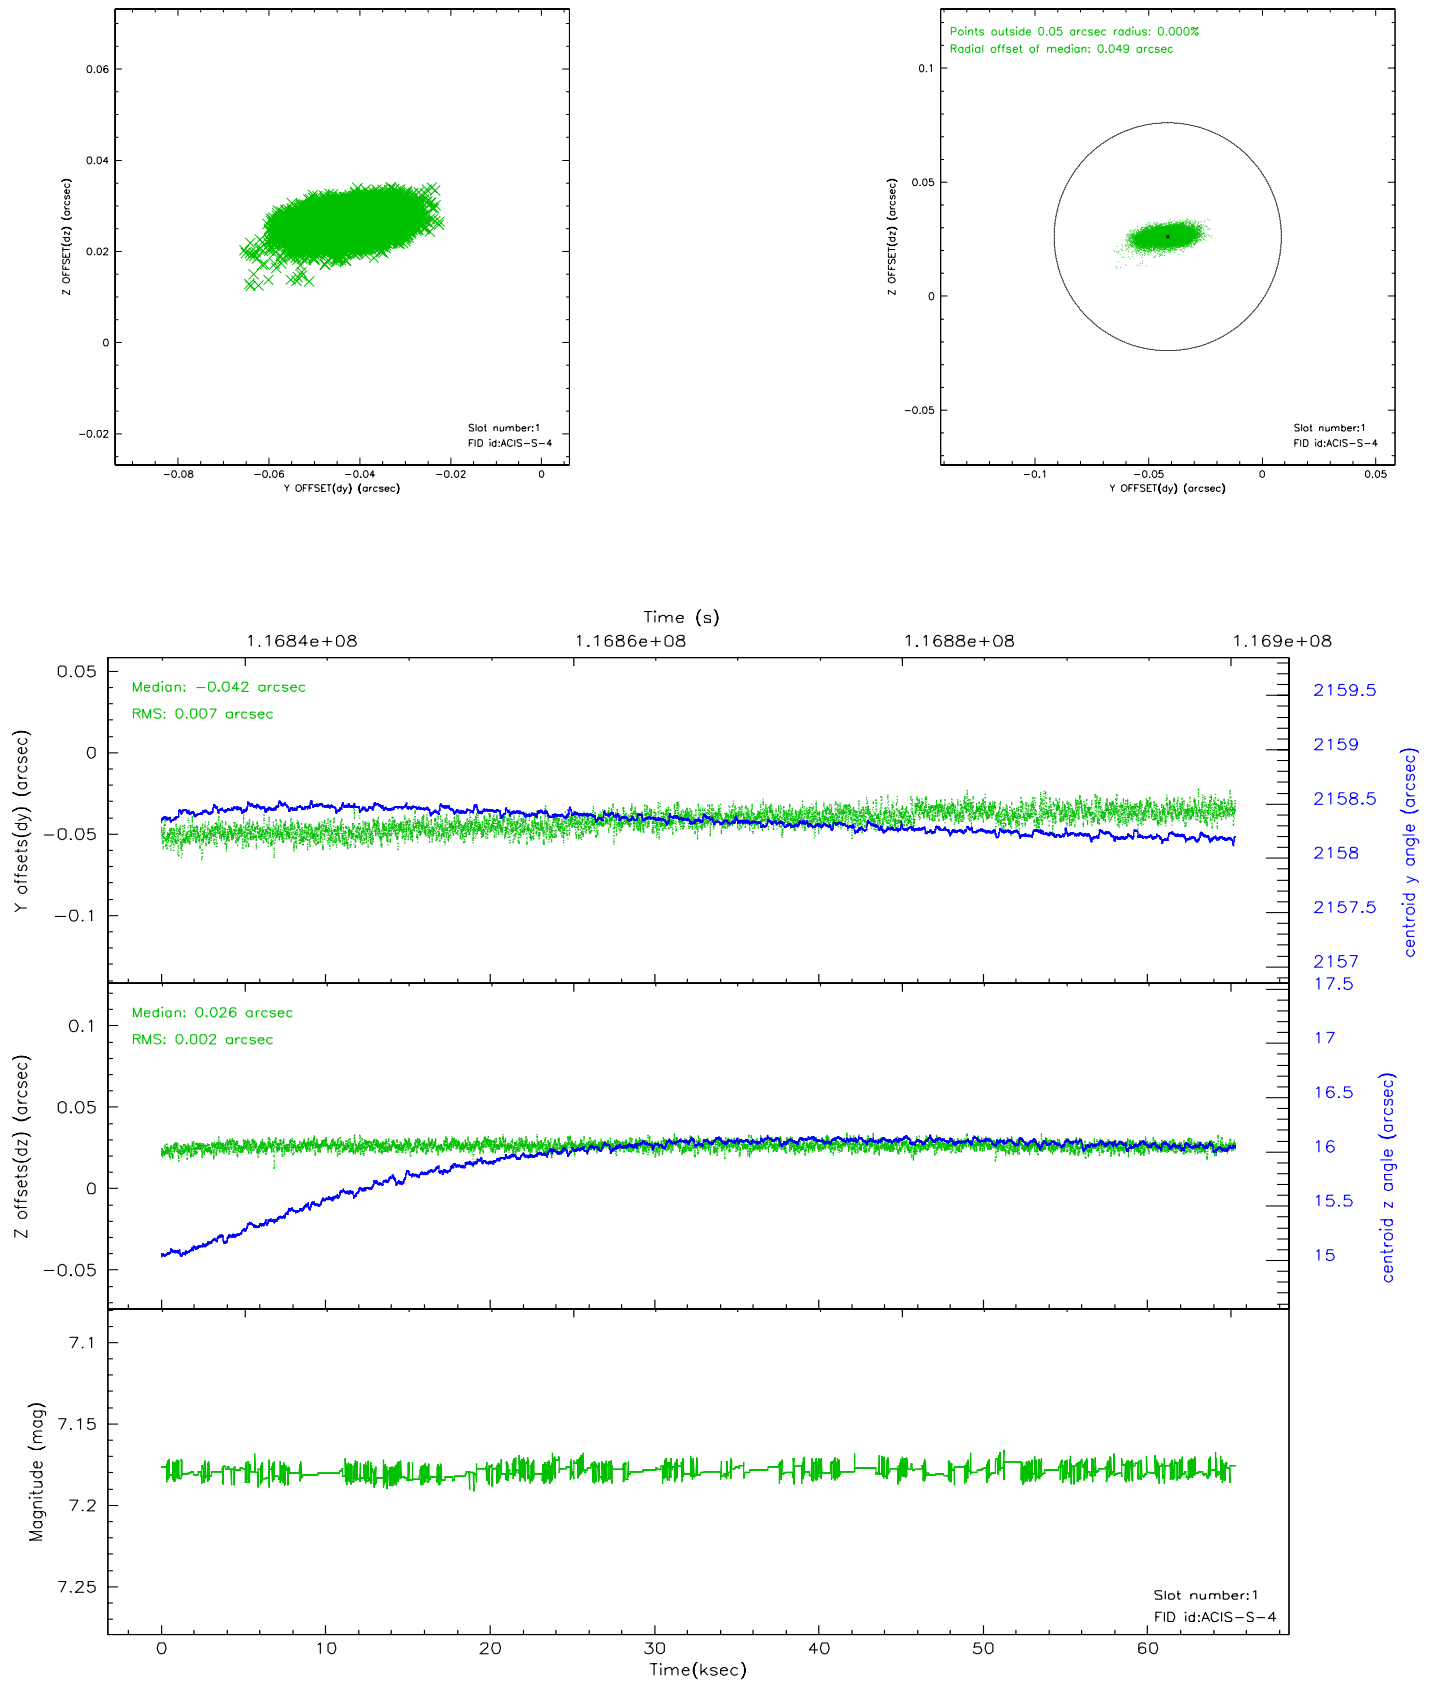 0.06
0.04
0.02
0
-0.02
Z OFFSET(dz) (arcsec)
Slot number:1
FID id:ACIS-S-4
-0.08 -0.06 -0.04 -0.02 0
Y OFFSET(dy) (arcsec)
Points outside 0.05 arcsec radius: 0.000%
Radial offset of median: 0.049 arcsec
0.1
0.05
0
-0.05
Z OFFSET(dz) (arcsec)
Slot number:1
FID id:ACIS-S-4
-0.1 -0.05 0 0.05
Y OFFSET(dy) (arcsec)
Time (s)
1.1684e+08 1.1686e+08 1.1688e+08 1.169e+08
Median: -0.042 arcsec
RMS: 0.007 arcsec
0.05
0
-0.05
-0.1
Y offsets(dy) (arcsec)
2159.5
2159
2158.5
2158
2157.5
2157
centroid y angle (arcsec)
Median: 0.026 arcsec
RMS: 0.002 arcsec
0.1
0.05
0
-0.05
Z offsets(dz) (arcsec)
17.5
17
16.5
16
15.5
15
centroid z angle (arcsec)
7.1
7.15
7.2
7.25
Magnitude (mag)
Slot number:1
FID id:ACIS-S-4
0 10 20 30 40 50 60
Time(ksec)